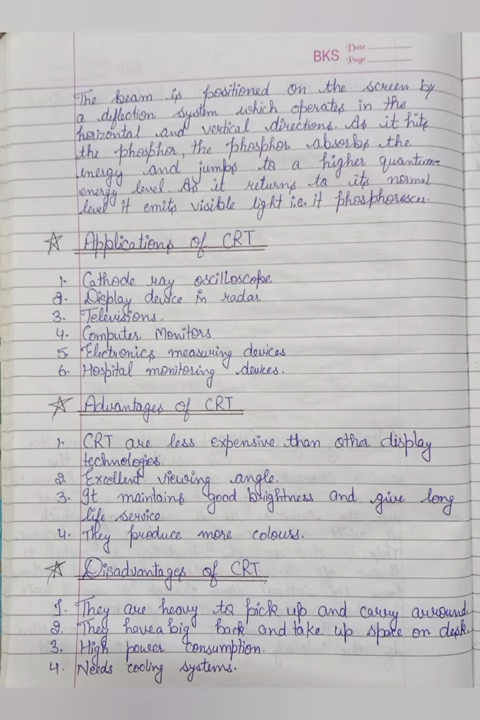 BKS Date
Page
The beam is positioned on the screen by
a deflection system which operates in the
horizontal and vertical directions. As it hits
the phosphor, the phosphor absorbs the
energy and jumps to a higher quantum-
energy level. As it returns to its normal
level it emits visible light i.e. it phosphoresces
Applications of CRT
1. Cathode ray oscilloscope
2. Display device in radar
3. Televisions.
4. Computer Monitors
5. Electronics measuring devices
6. Hospital monitoring devices.
Advantages of CRT
1. CRT are less expensive than other display
technologies.
2. Excellent viewing angle.
3. It maintains good brightness and give long
life service
4. They produce more colours.
Disadvantages of CRT
1. They are heavy to pick up and carry arround.
2. They have a big back and take up space on desk.
3. High power consumption.
4. Needs cooling systems.